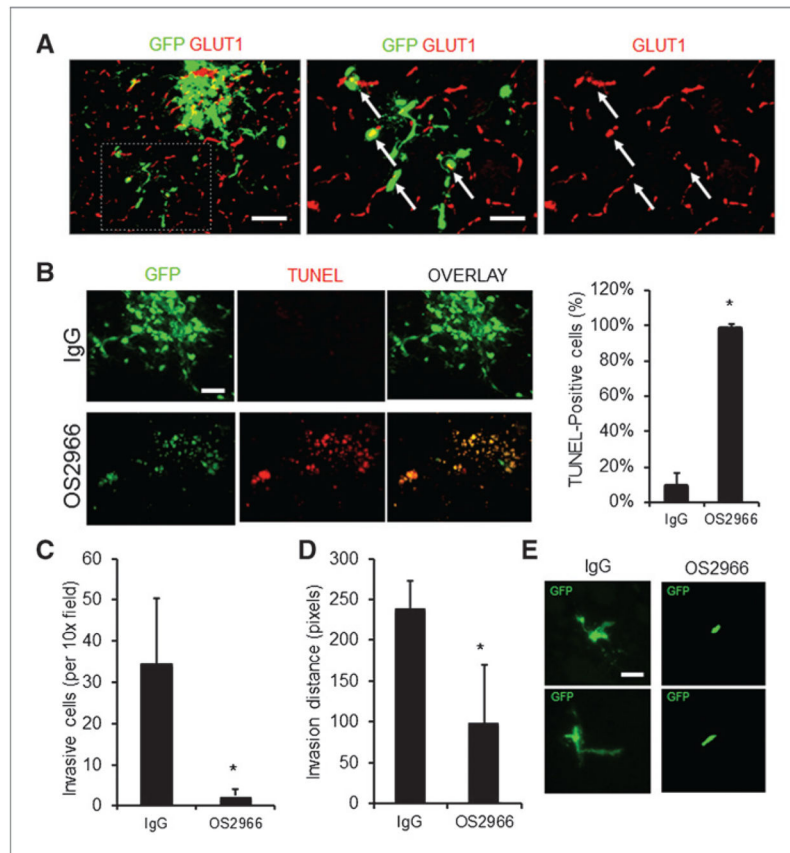 A
GFP GLUT1
GFP GLUT1
GLUT1
B
GFP
TUNEL
OVERLAY
IgG
OS2966
TUNEL-Positive cells (%)
120%
100%
80%
60%
40%
20%
0%
*
IgG
OS2966
C
Invasive cells (per 10x field)
60
50
40
30
20
10
0
*
IgG
OS2966
D
Invasion distance (pixels)
300
250
200
150
100
50
0
*
IgG
OS2966
E
IgG
OS2966
GFP
GFP
GFP
GFP